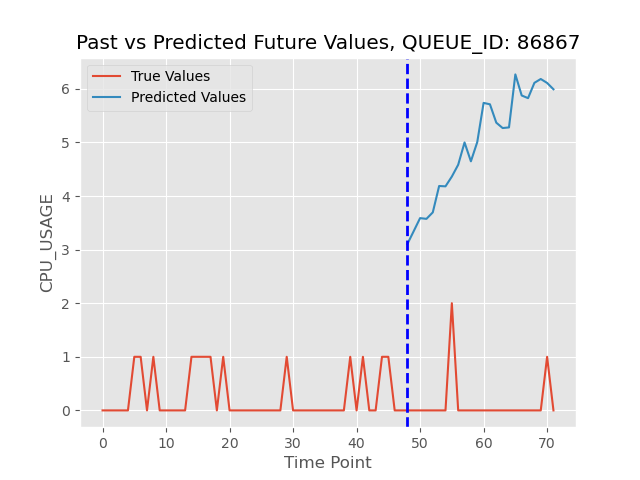 Past vs Predicted Future Values, QUEUE_ID: 86867
True Values
Predicted Values
CPU_USAGE
6
5
4
3
2
1
0
0 10 20 30 40 50 60 70
Time Point